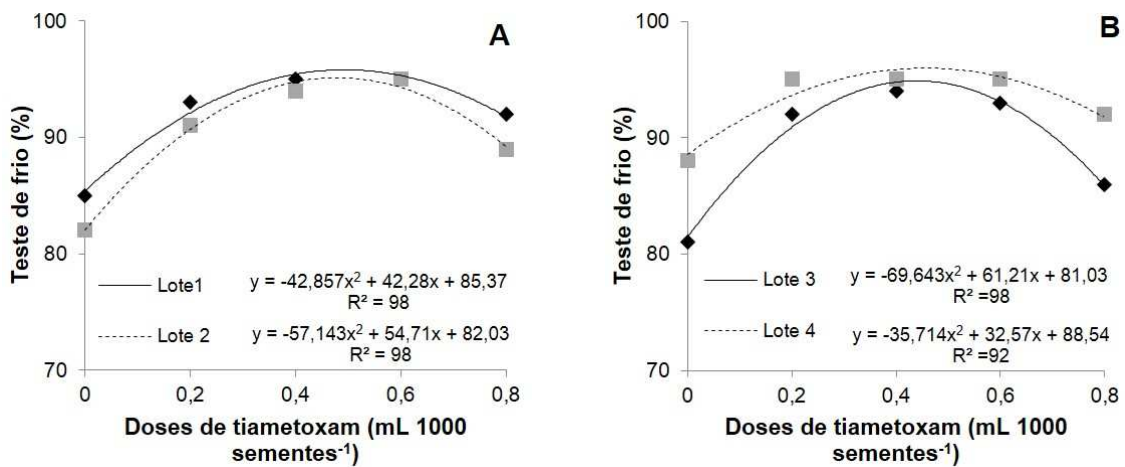 A
100
90
80
70
Teste de frio (%)
Lote1 y = -42,857x² + 42,28x + 85,37
R² = 98
Lote 2 y = -57,143x² + 54,71x + 82,03
R² = 98
0 0,2 0,4 0,6 0,8
Doses de tiametoxam (mL 1000
sementes⁻¹)
B
100
90
80
70
Teste de frio (%)
Lote 3 y = -69,643x² + 61,21x + 81,03
R² =98
Lote 4 y = -35,714x² + 32,57x + 88,54
R² =92
0 0,2 0,4 0,6 0,8
Doses de tiametoxam (mL 1000
sementes⁻¹)